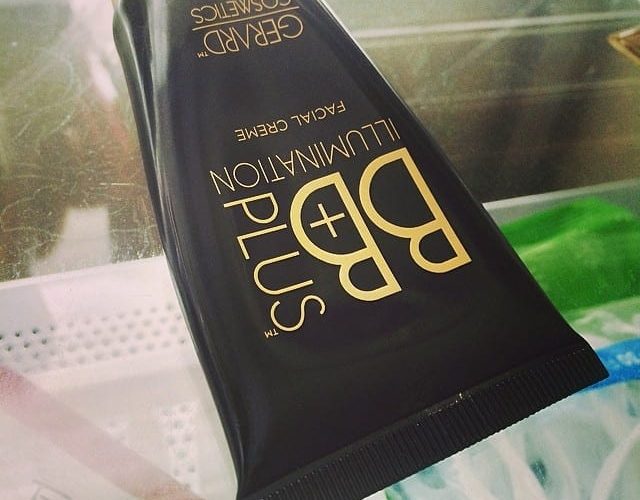 BB+
PLUS™
ILLUMINATION
FACIAL CREME
GERARD™
COSMETICS